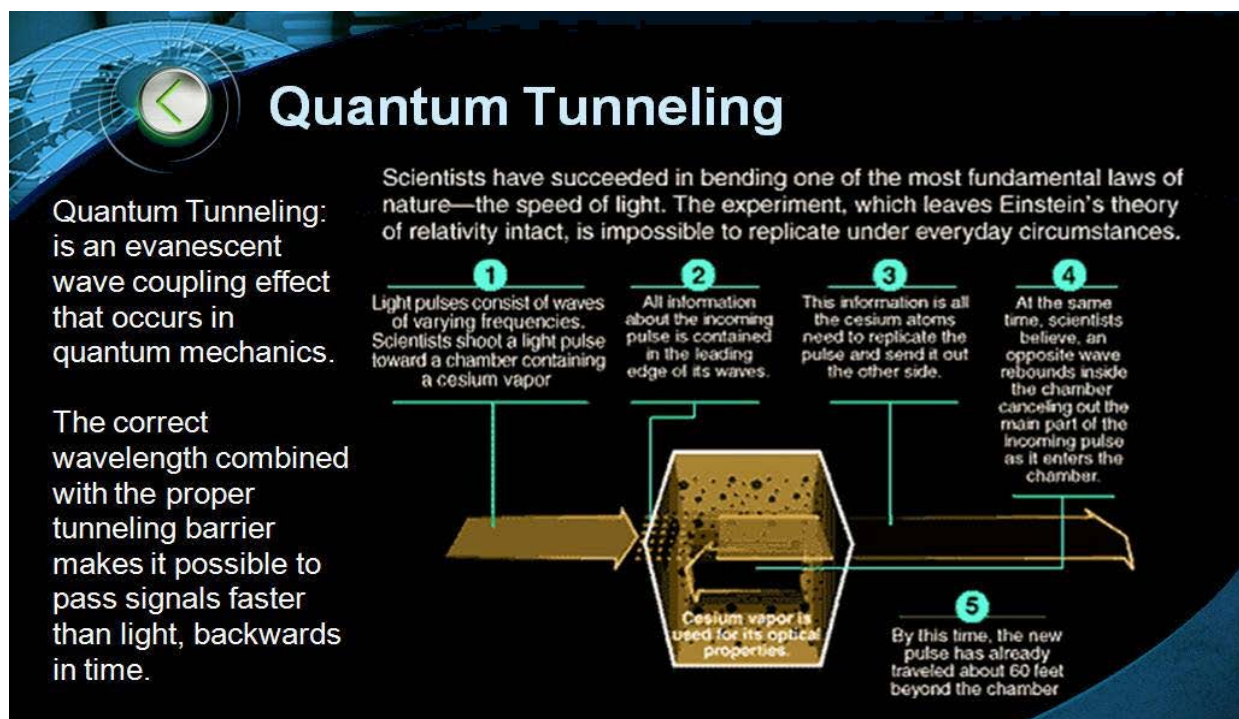 Quantum Tunneling
Quantum Tunneling:
is an evanescent
wave coupling effect
that occurs in
quantum mechanics.
The correct
wavelength combined
with the proper
tunneling barrier
makes it possible to
pass signals faster
than light, backwards
in time.
Scientists have succeeded in bending one of the most fundamental laws of
nature—the speed of light. The experiment, which leaves Einstein's theory
of relativity intact, is impossible to replicate under everyday circumstances.
1
Light pulses consist of waves
of varying frequencies.
Scientists shoot a light pulse
toward a chamber containing
a cesium vapor
2
All information
about the incoming
pulse is contained
in the leading
edge of its waves.
3
This information is all
the cesium atoms
need to replicate the
pulse and send it out
the other side.
4
At the same
time, scientists
believe, an
opposite wave
rebounds inside
the chamber
canceling out the
main part of the
incoming pulse
as it enters the
chamber.
Cesium vapor is
used for its optical
properties.
5
By this time, the new
pulse has already
traveled about 60 feet
beyond the chamber